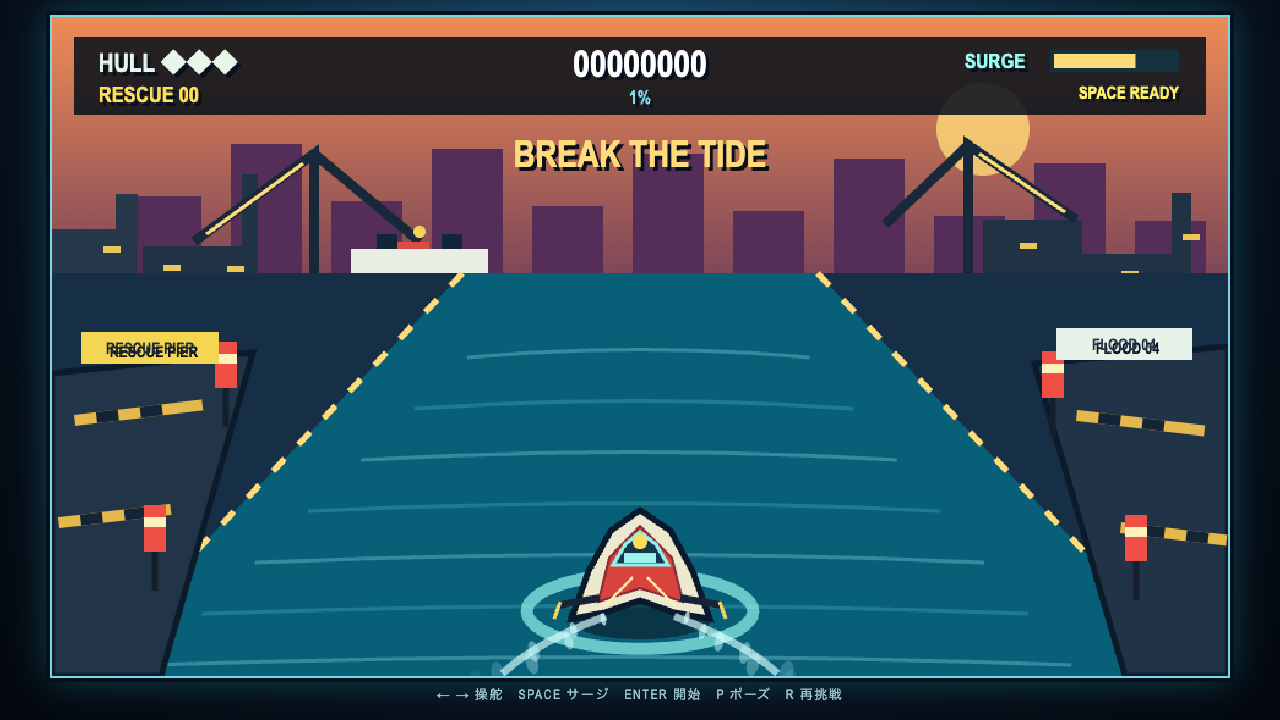 HULL
00000000
SURGE
RESCUE 00
1%
SPACE READY
BREAK THE TIDE
RESCUE PIER
FLOOD 04
← → 操舵 SPACE サージ ENTER 開始 P ポーズ R 再挑戦